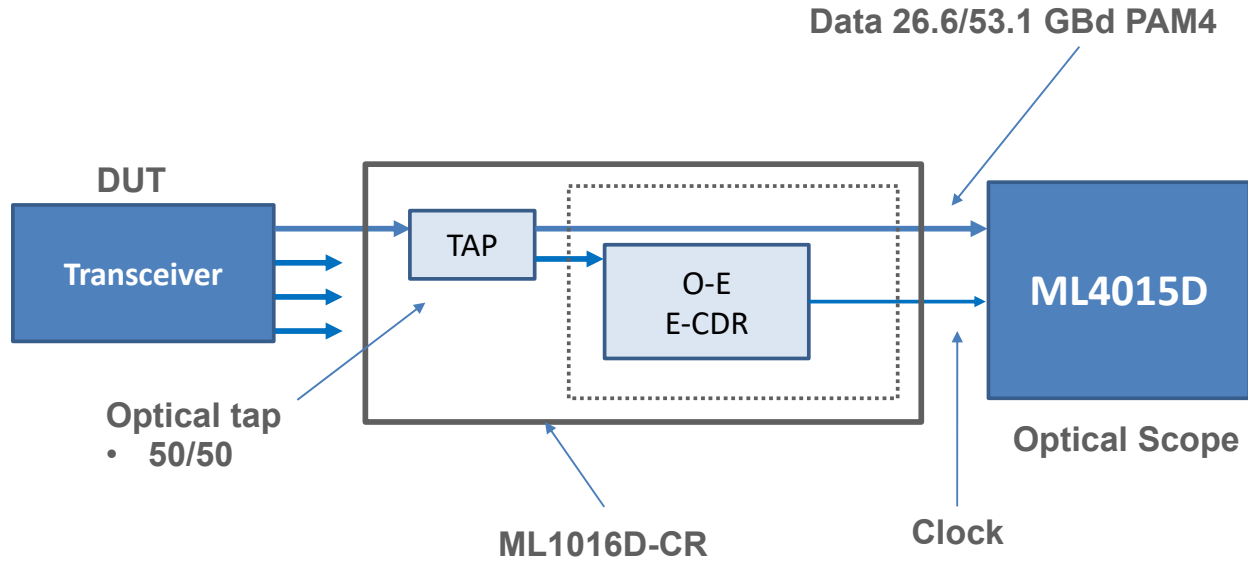 Data 26.6/53.1 GBd PAM4
DUT
Transceiver
TAP
O-E
E-CDR
ML4015D
Optical tap
• 50/50
Optical Scope
ML1016D-CR
Clock